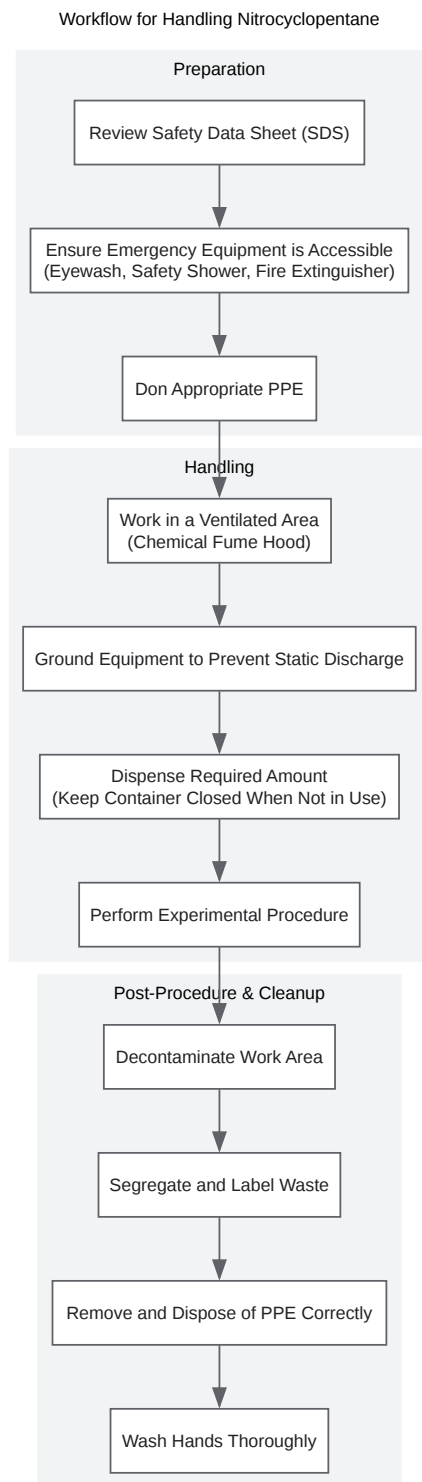 Workflow for Handling Nitrocyclopentane
Preparation
Review Safety Data Sheet (SDS)
Ensure Emergency Equipment is Accessible
(Eyewash, Safety Shower, Fire Extinguisher)
Don Appropriate PPE
Handling
Work in a Ventilated Area
(Chemical Fume Hood)
Ground Equipment to Prevent Static Discharge
Dispense Required Amount
(Keep Container Closed When Not in Use)
Perform Experimental Procedure
Post-Procedure & Cleanup
Decontaminate Work Area
Segregate and Label Waste
Remove and Dispose of PPE Correctly
Wash Hands Thoroughly